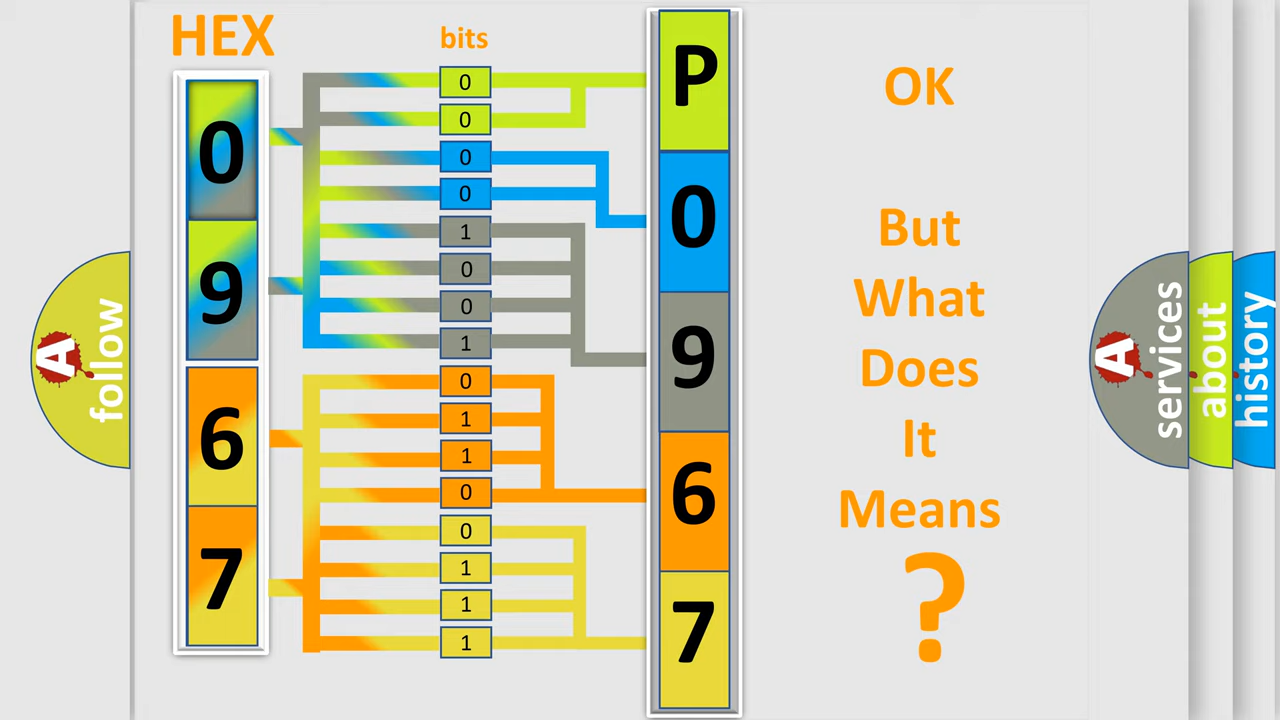 HEX
bits
0
9
6
7
0
0
0
0
1
0
0
1
0
1
1
0
0
1
1
1
P
0
9
6
7
OK
But
What
Does
It
Means
?
A
follow
A
services
about
history